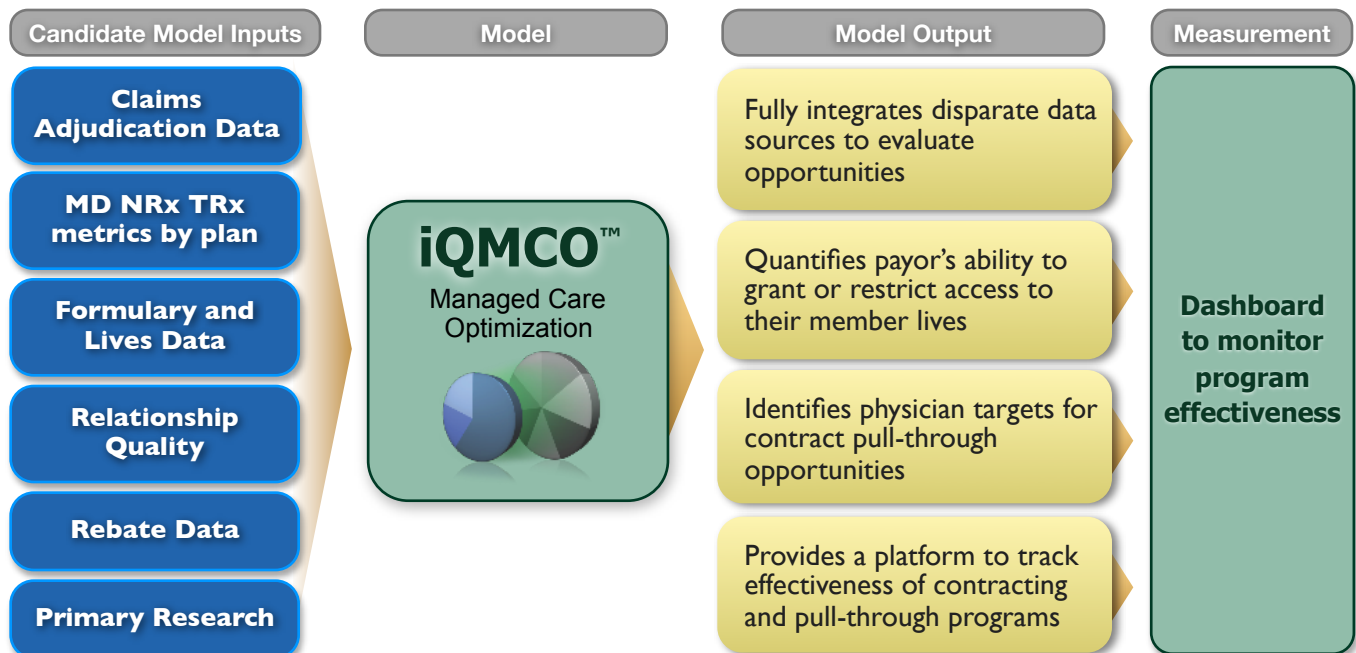 Candidate Model Inputs
Model
Model Output
Measurement
Claims
Adjudication Data
MD NRx TRx
metrics by plan
Formulary and
Lives Data
Relationship
Quality
Rebate Data
Primary Research
iQMCO™
Managed Care
Optimization
Fully integrates disparate data
sources to evaluate
opportunities
Quantifies payor's ability to
grant or restrict access to
their member lives
Identifies physician targets for
contract pull-through
opportunities
Provides a platform to track
effectiveness of contracting
and pull-through programs
Dashboard
to monitor
program
effectiveness